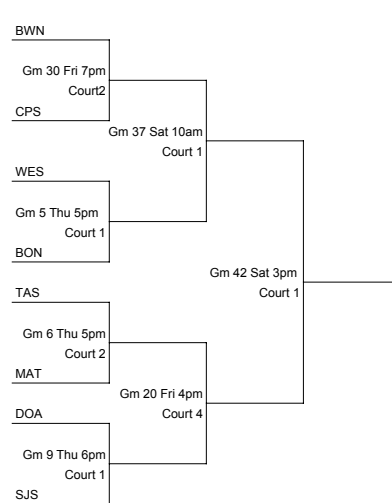 BWN
Gm 30 Fri 7pm
Court2
CPS
Gm 37 Sat 10am
Court 1
WES
Gm 5 Thu 5pm
Court 1
BON
Gm 42 Sat 3pm
Court 1
TAS
Gm 6 Thu 5pm
Court 2
MAT
Gm 20 Fri 4pm
Court 4
DOA
Gm 9 Thu 6pm
Court 1
SJS